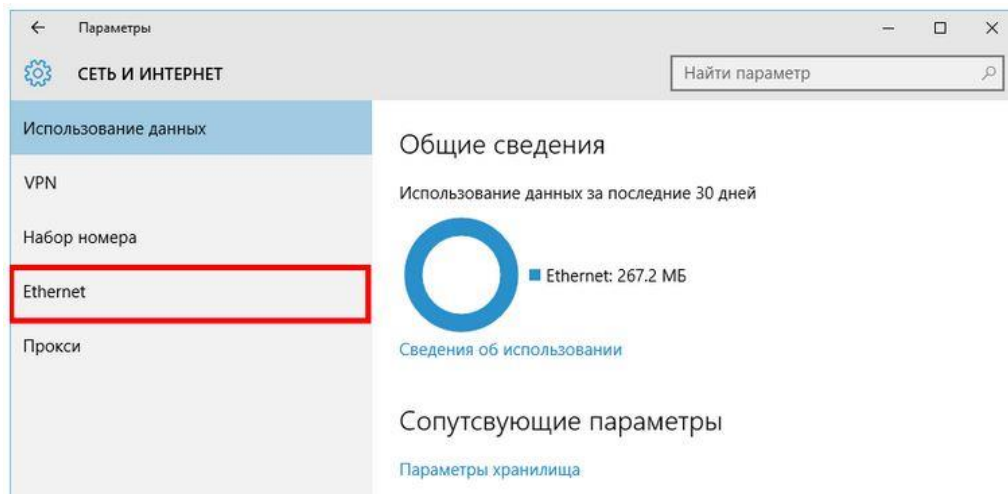 Параметры
СЕТЬ И ИНТЕРНЕТ
Найти параметр
Использование данных
VPN
Набор номера
Ethernet
Прокси
Общие сведения
Использование данных за последние 30 дней
Ethernet: 267.2 МБ
Сведения об использовании
Сопутсвующие параметры
Параметры хранилища